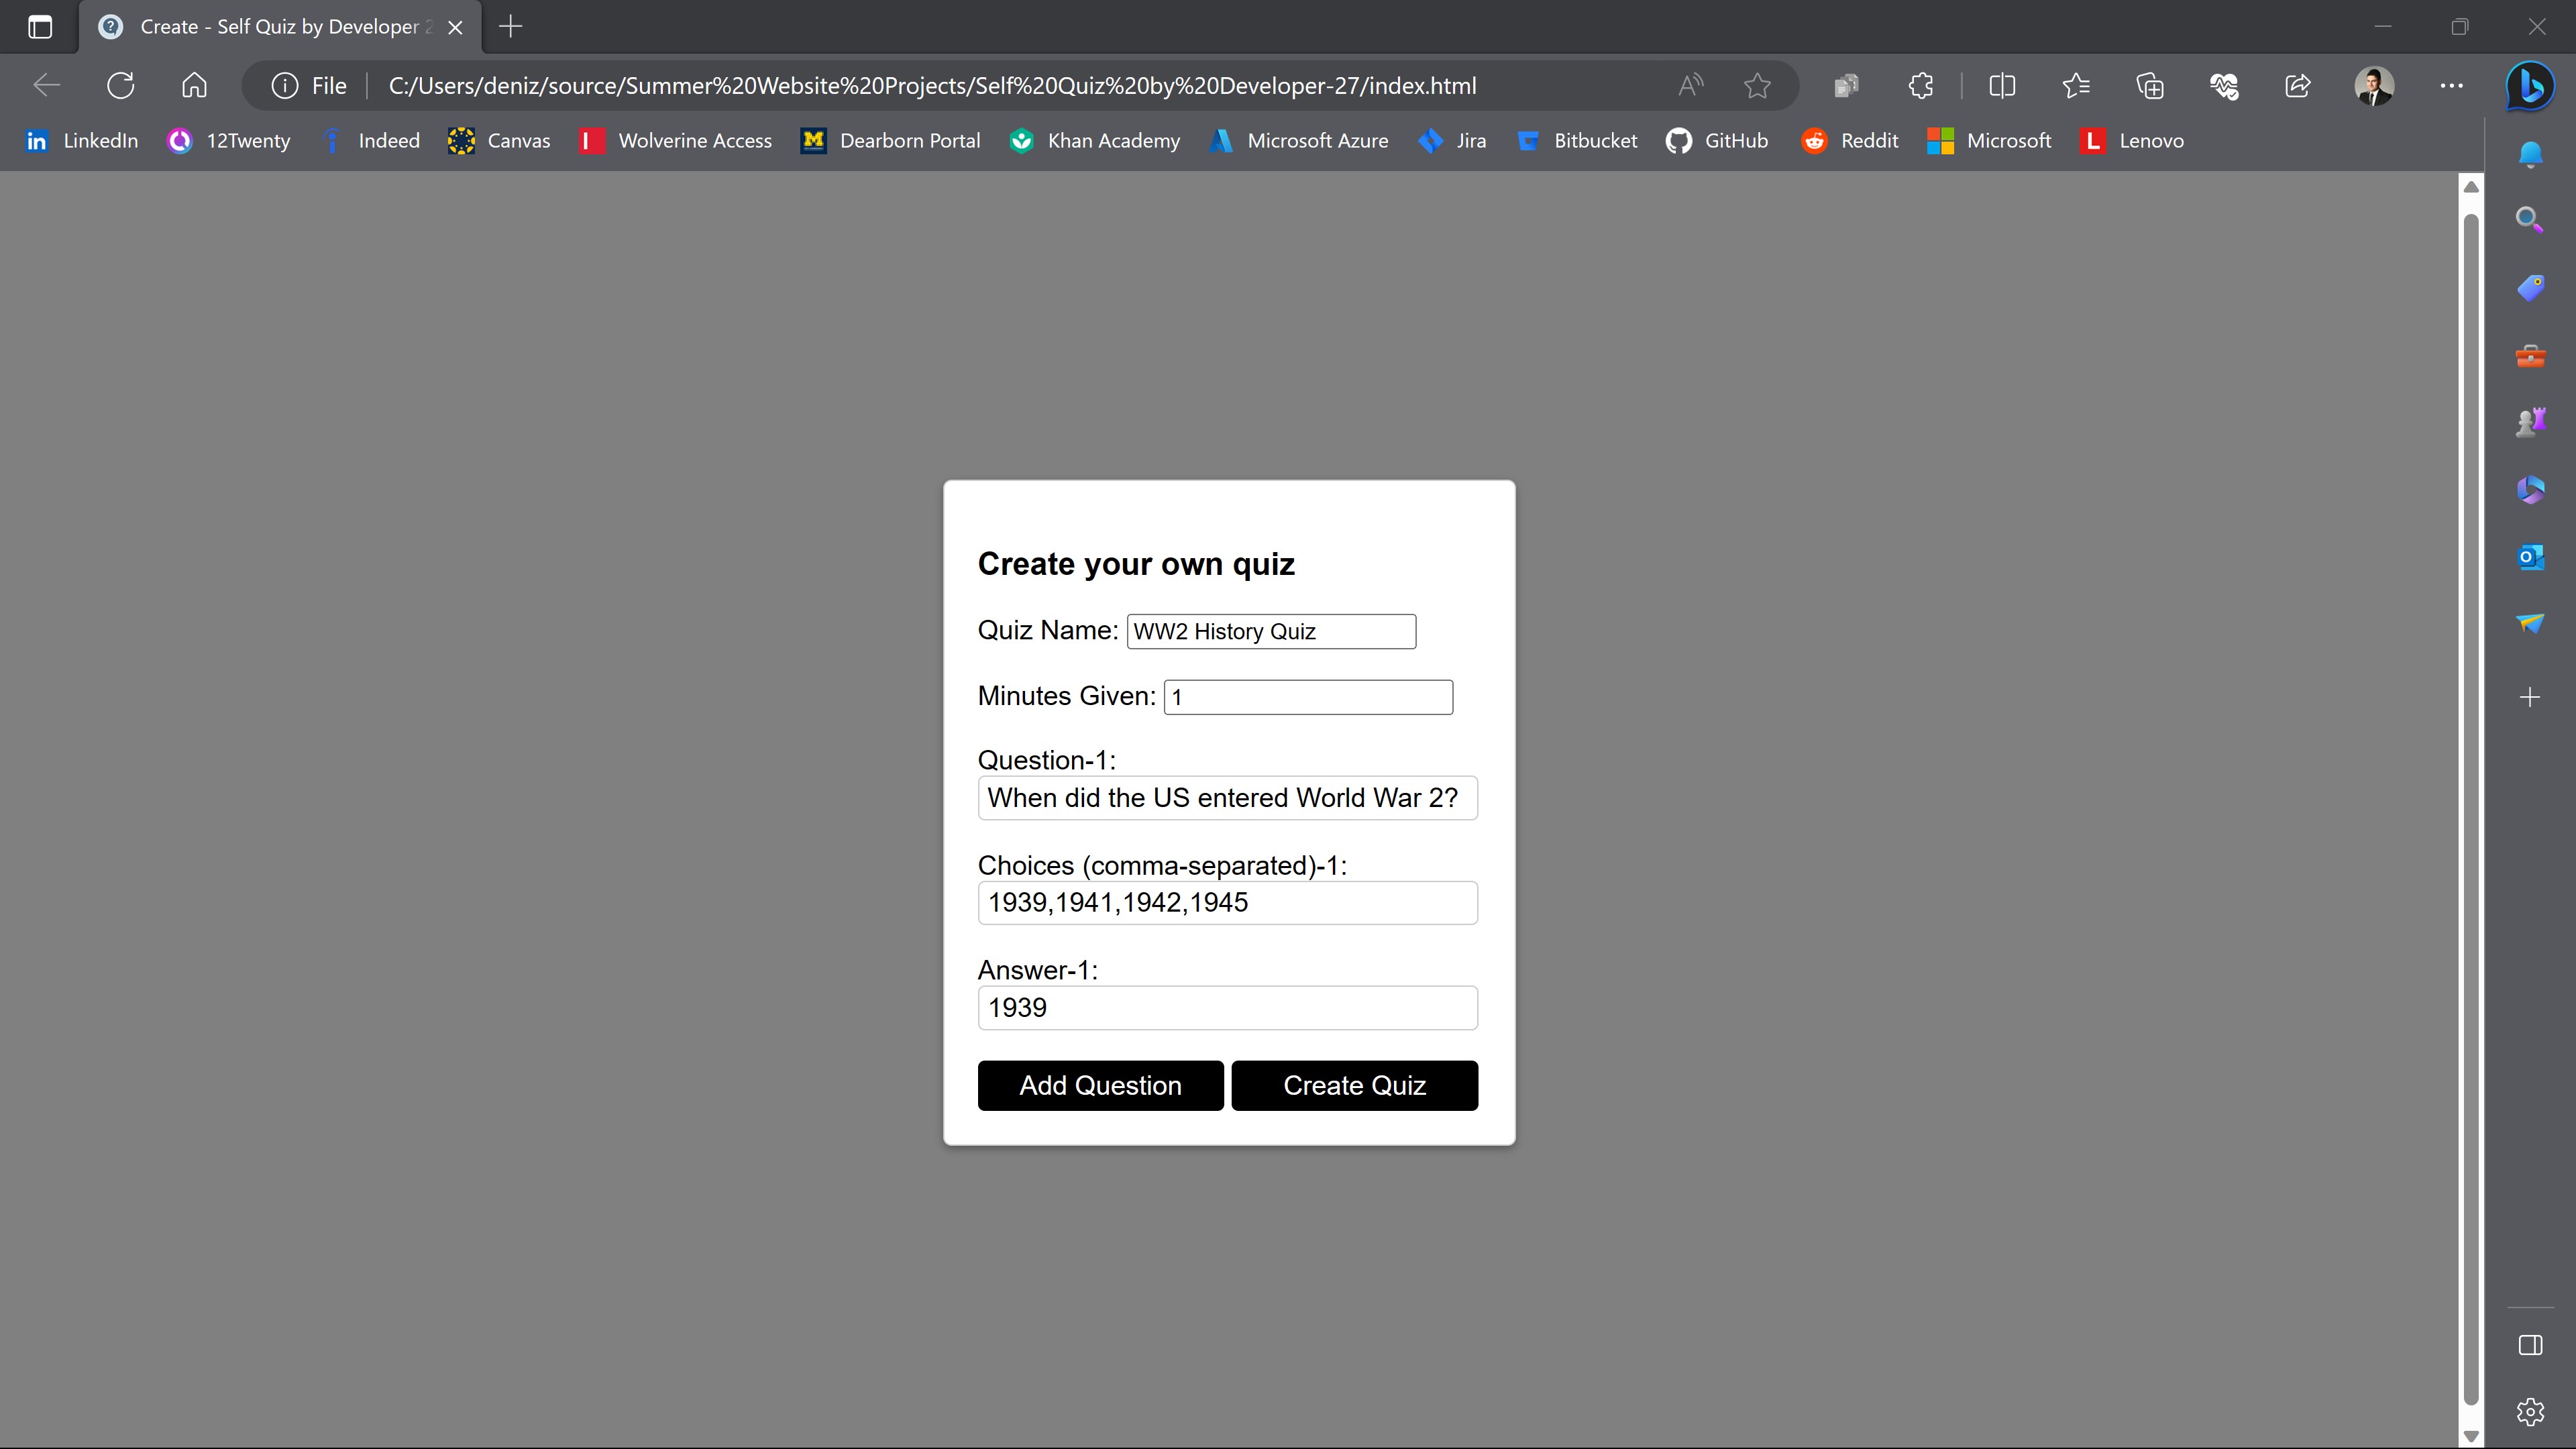 Create - Self Quiz by Developer 2
File
C:/Users/deniz/source/Summer%20Website%20Projects/Self%20Quiz%20by%20Developer-27/index.html
LinkedIn 12Twenty Indeed Canvas Wolverine Access Dearborn Portal Khan Academy Microsoft Azure Jira Bitbucket GitHub Reddit Microsoft Lenovo
Create your own quiz
Quiz Name: WW2 History Quiz
Minutes Given: 1
Question-1:
When did the US entered World War 2?
Choices (comma-separated)-1:
1939,1941,1942,1945
Answer-1:
1939
Add Question Create Quiz